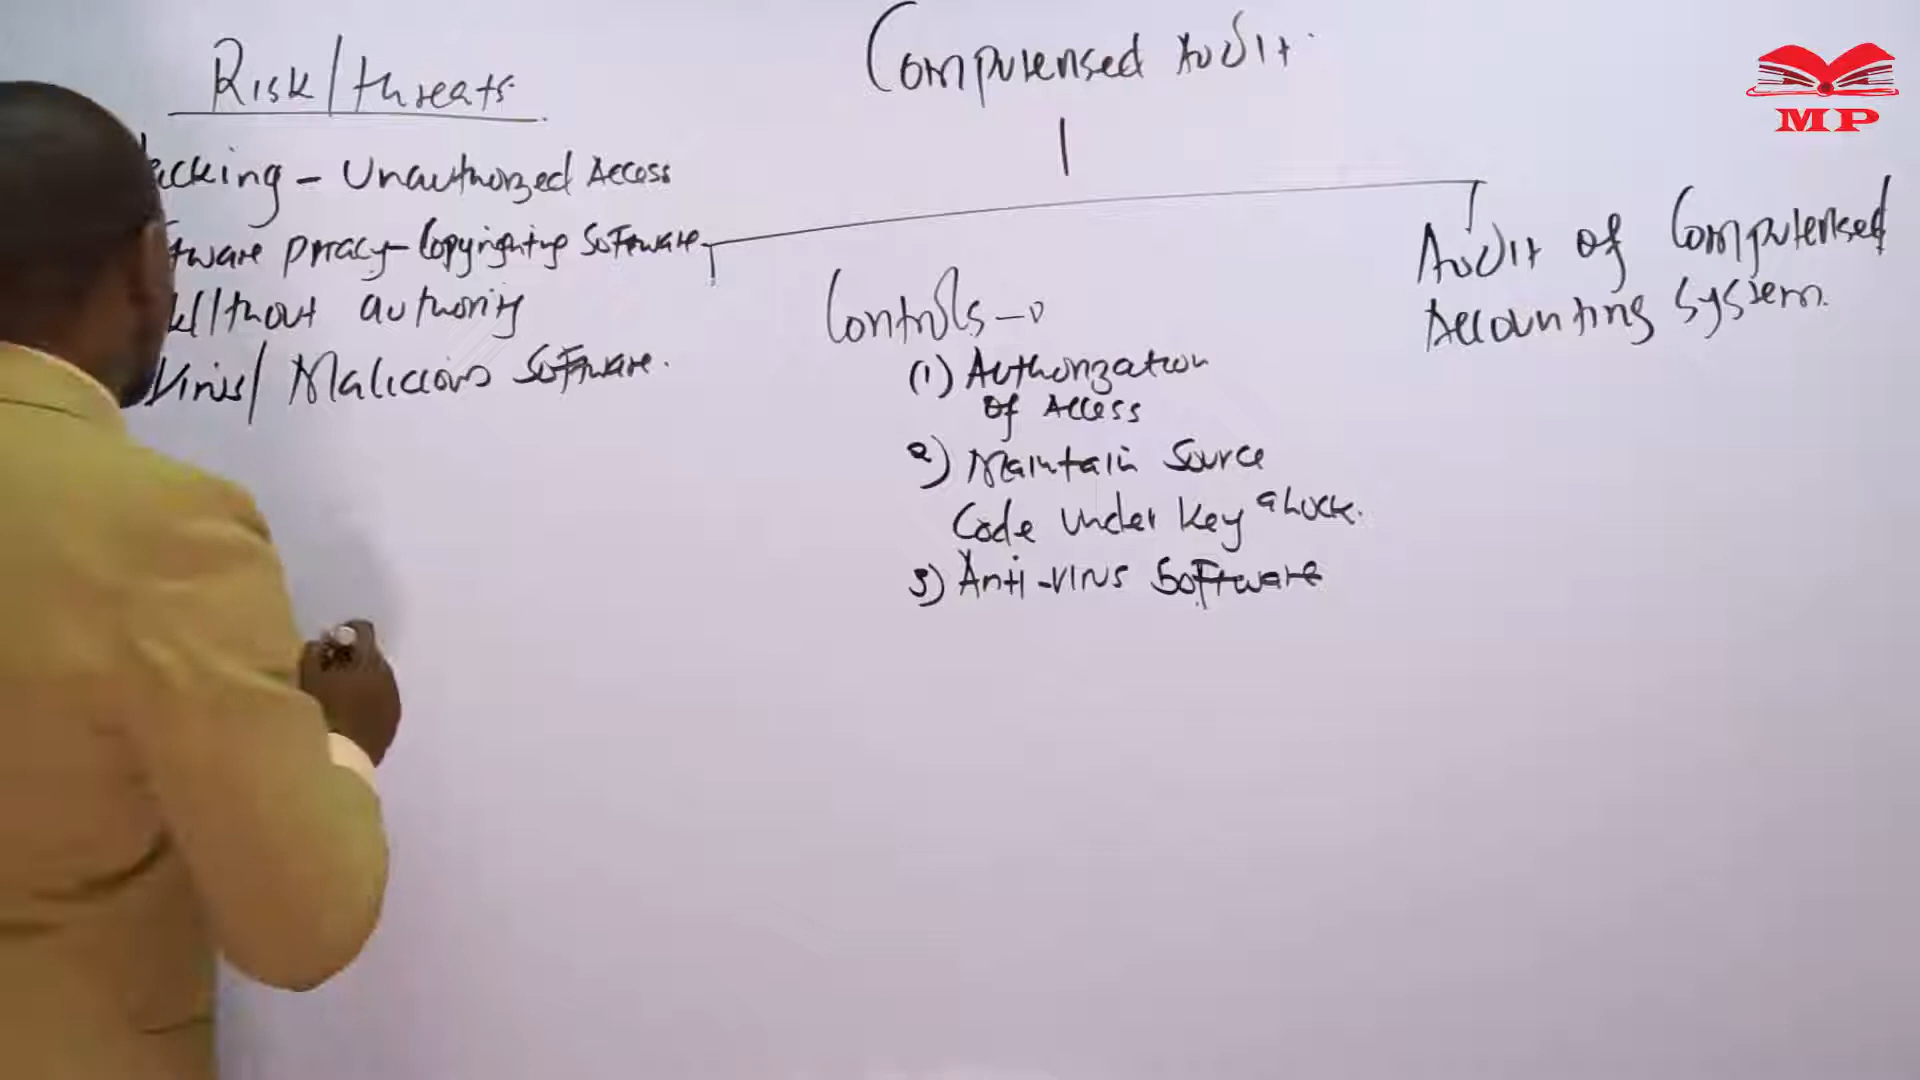 Computerised Audit
MP
Risk/threats
acking - Unauthorized Access
tware piracy - Copyrighting Software
Without authority
Virus/ Malicious Software.
Controls
(1) Authorization
of Access
2) Maintain Source
Code under key & Lock.
3) Anti-virus Software
Audit of Computerised
Accounting System.